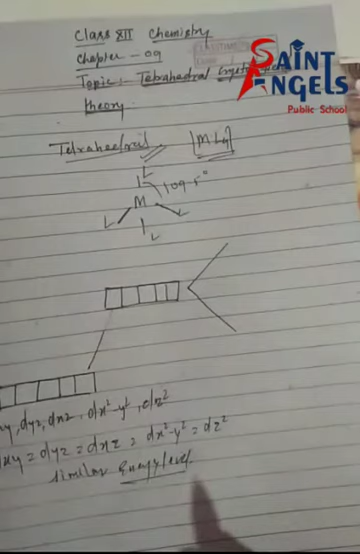 Class XII Chemistry
Chapter - 09
Topic: Tetrahedral
theory
SAINT
ANGELS
Public School
Tetrahedral [ML4]
L
109.5°
M
L L
L
dyz, dxz, dx²-y², dz²
dxy = dyz = dxz = dx²-y² = dz²
similar Energy level